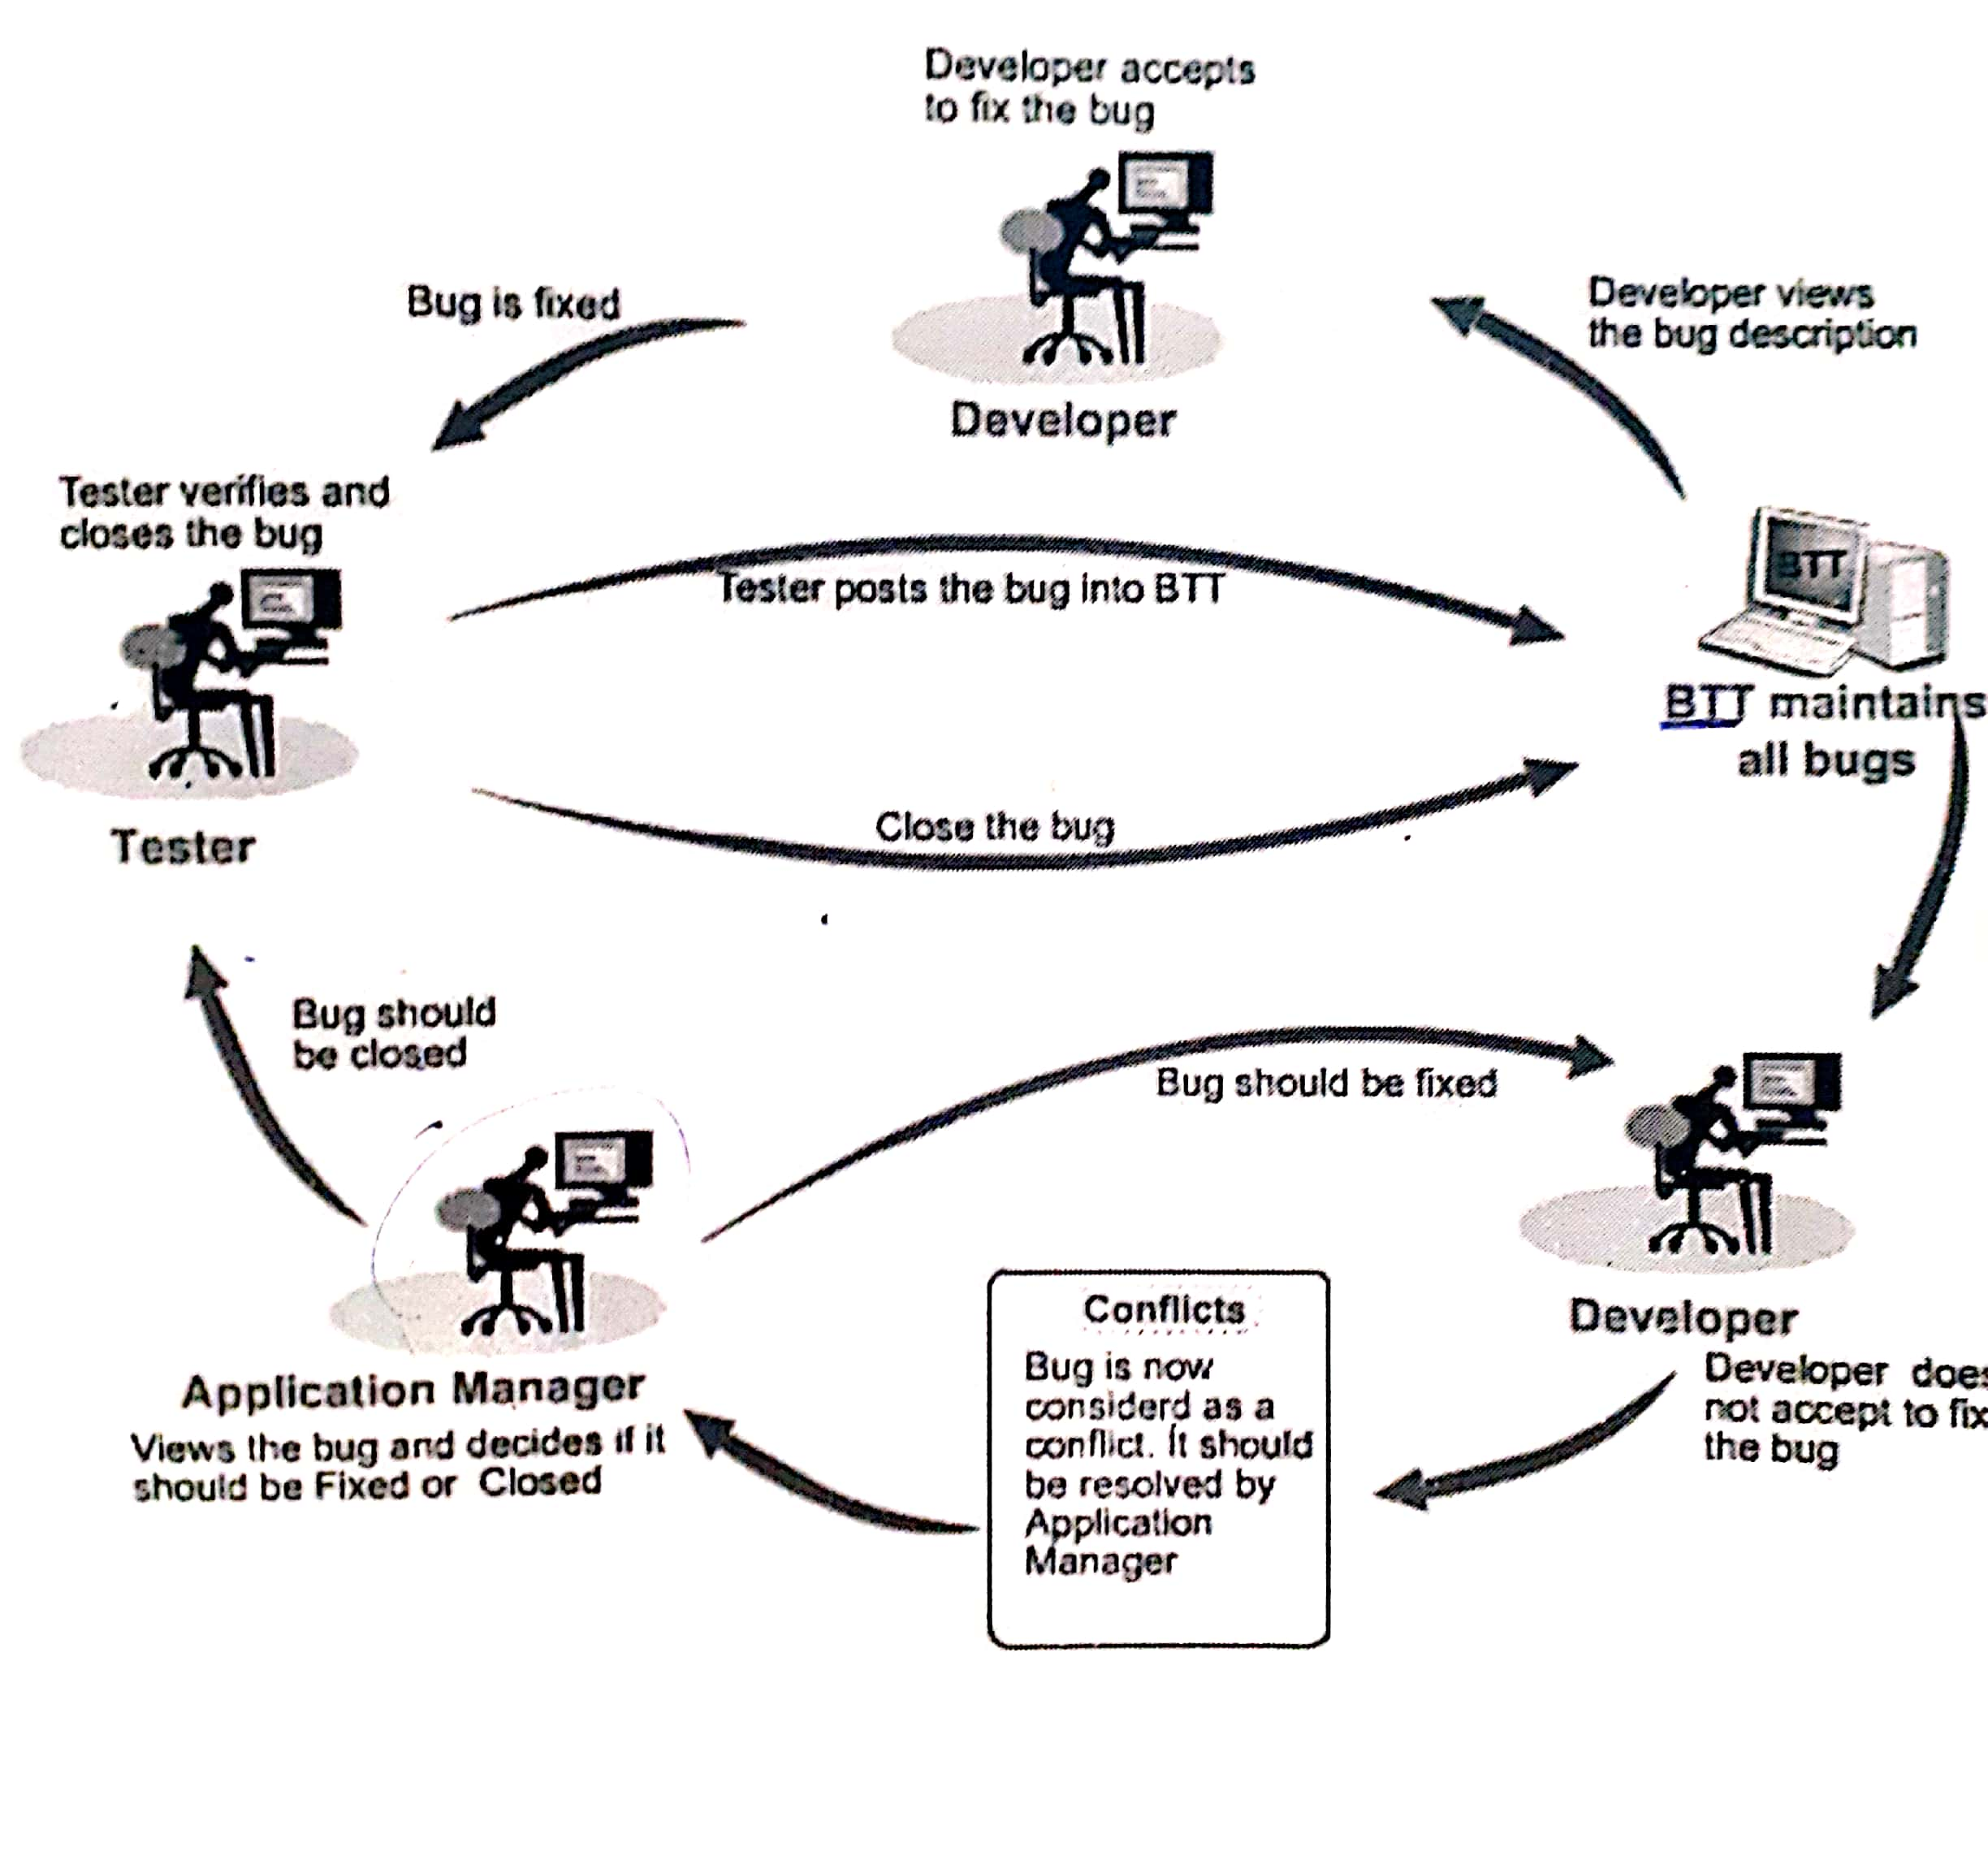 Developer accepts
to fix the bug
Developer
Bug is fixed
Developer views
the bug description
Tester verifies and
closes the bug
Tester
Tester posts the bug into BTT
BTT
BTT maintains
all bugs
Close the bug
Bug should
be closed
Bug should be fixed
Application Manager
Views the bug and decides if it
should be Fixed or Closed
Conflicts
Bug is now
considerd as a
conflict. It should
be resolved by
Application
Manager
Developer
Developer does
not accept to fix
the bug